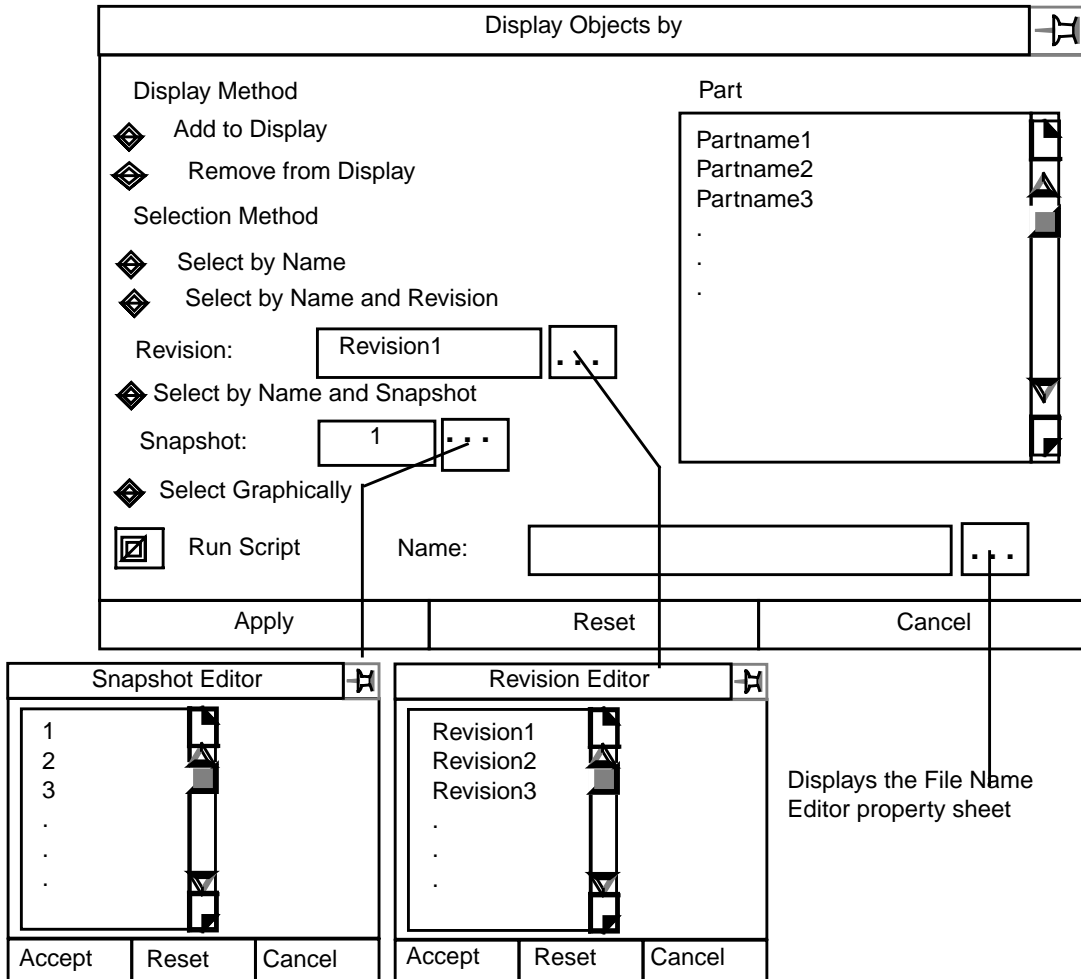 Display Objects by
Display Method
Add to Display
Remove from Display
Selection Method
Select by Name
Select by Name and Revision
Revision:
Revision1
. . .
Select by Name and Snapshot
Snapshot:
1
. . .
Select Graphically
Run Script
Name:
. . .
Part
Partname1
Partname2
Partname3
.
.
.
Apply
Reset
Cancel
Snapshot Editor
1
2
3
.
.
.
Accept
Reset
Cancel
Revision Editor
Revision1
Revision2
Revision3
.
.
.
Accept
Reset
Cancel
Displays the File Name
Editor property sheet